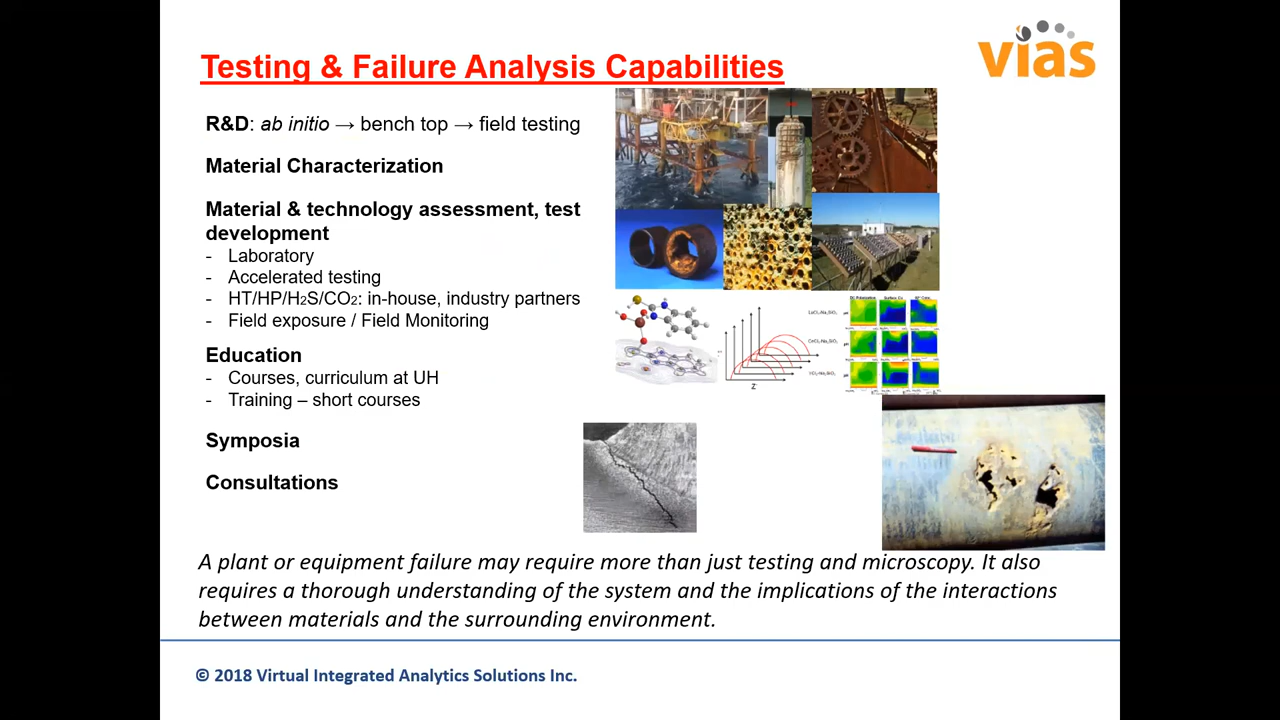 vias
Testing & Failure Analysis Capabilities
R&D: ab initio → bench top → field testing
Material Characterization
Material & technology assessment, test
development
- Laboratory
- Accelerated testing
- HT/HP/H2S/CO2: in-house, industry partners
- Field exposure / Field Monitoring
Education
- Courses, curriculum at UH
- Training – short courses
Symposia
Consultations
Z'
A plant or equipment failure may require more than just testing and microscopy. It also
requires a thorough understanding of the system and the implications of the interactions
between materials and the surrounding environment.
© 2018 Virtual Integrated Analytics Solutions Inc.